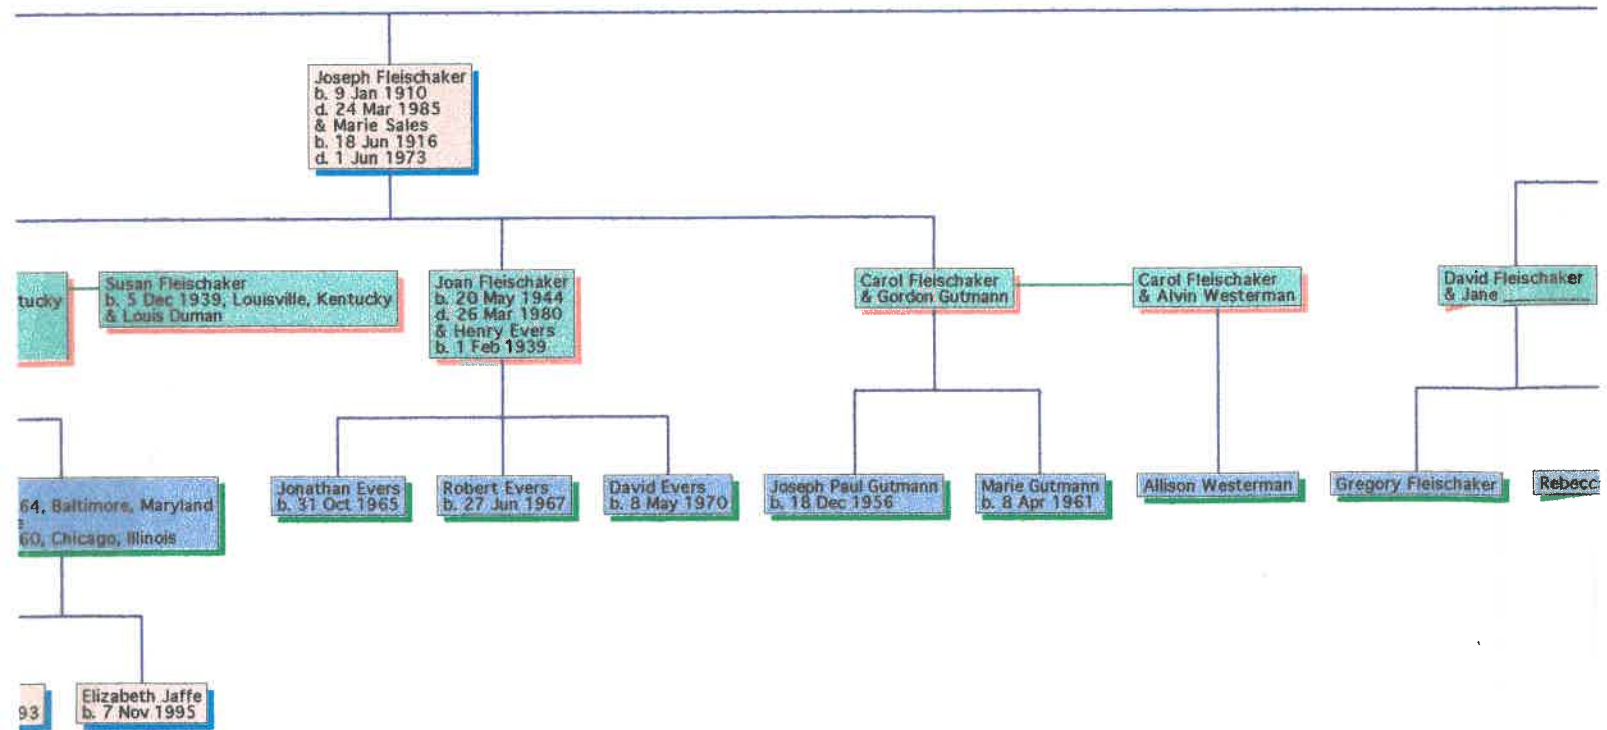 Joseph Fleischaker
b. 9 Jan 1910
d. 24 Mar 1985
& Marie Sales
b. 18 Jun 1916
d. 1 Jun 1973
tucky
Susan Fleischaker
b. 5 Dec 1939, Louisville, Kentucky
& Louis Duman
Joan Fleischaker
b. 20 May 1944
d. 26 Mar 1980
& Henry Evers
b. 1 Feb 1939
Carol Fleischaker
& Gordon Gutmann
Carol Fleischaker
& Alvin Westerman
David Fleischaker
& Jane __________
64, Baltimore, Maryland
60, Chicago, Illinois
Jonathan Evers
b. 31 Oct 1965
Robert Evers
b. 27 Jun 1967
David Evers
b. 8 May 1970
Joseph Paul Gutmann
b. 18 Dec 1956
Marie Gutmann
b. 8 Apr 1961
Allison Westerman
Gregory Fleischaker
Rebecc
93
Elizabeth Jaffe
b. 7 Nov 1995